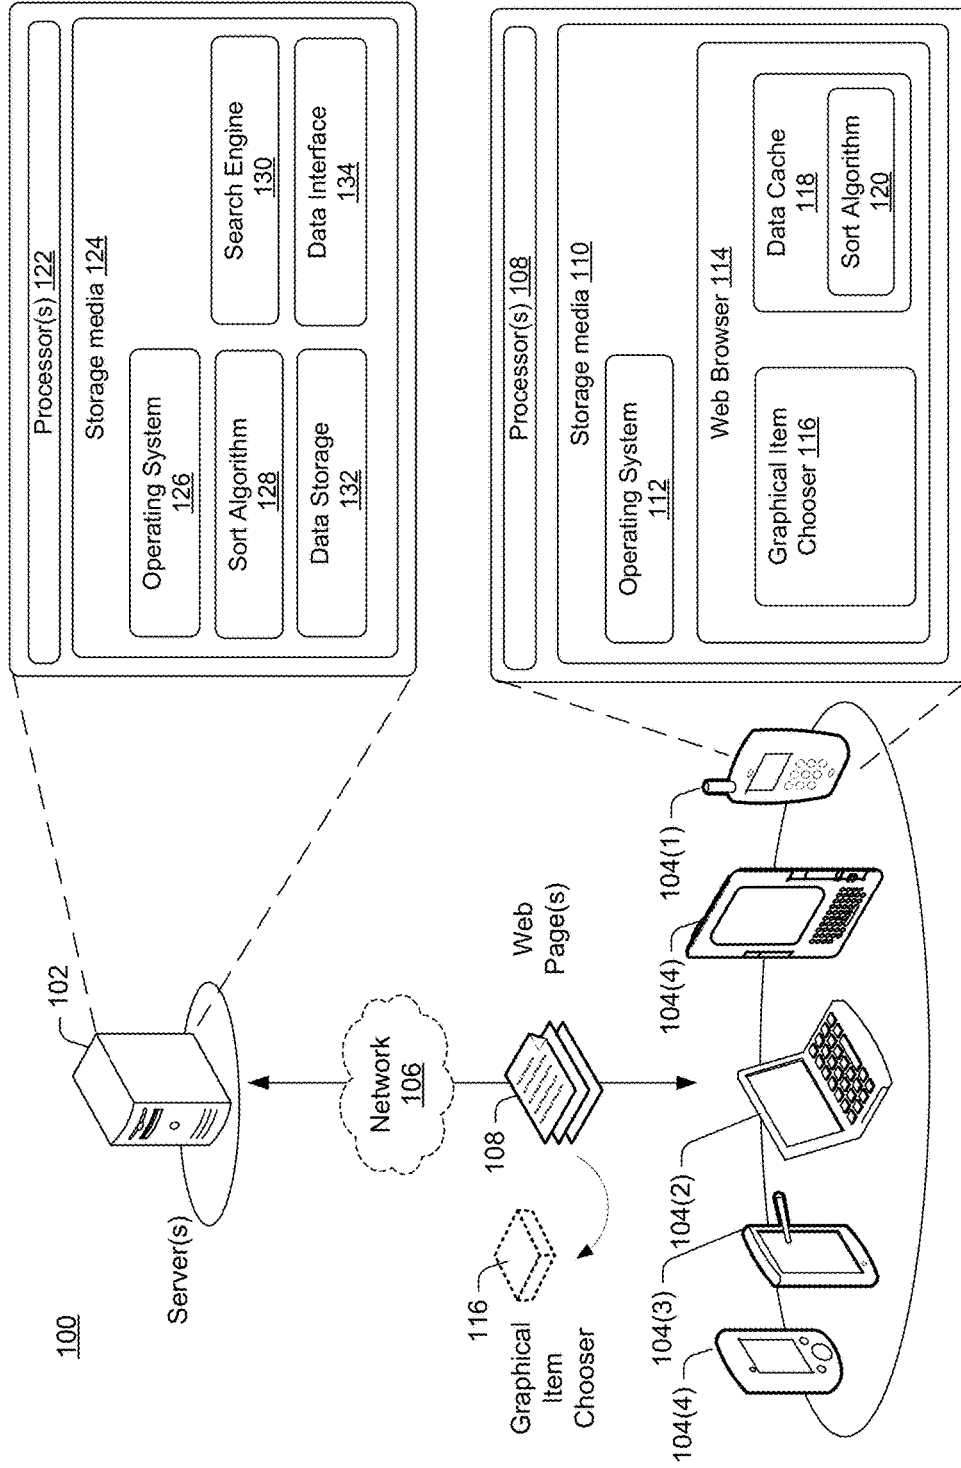 100
102
Server(s)
Processor(s) 122
Storage media 124
Operating System
126
Sort Algorithm
128
Search Engine
130
Data Storage
132
Data Interface
134
Network
106
116
Graphical
Item
Chooser
108
Web
Page(s)
104(4)
104(3)
104(2)
104(4)
104(1)
Processor(s) 108
Storage media 110
Operating System
112
Web Browser 114
Graphical Item
Chooser 116
Data Cache
118
Sort Algorithm
120